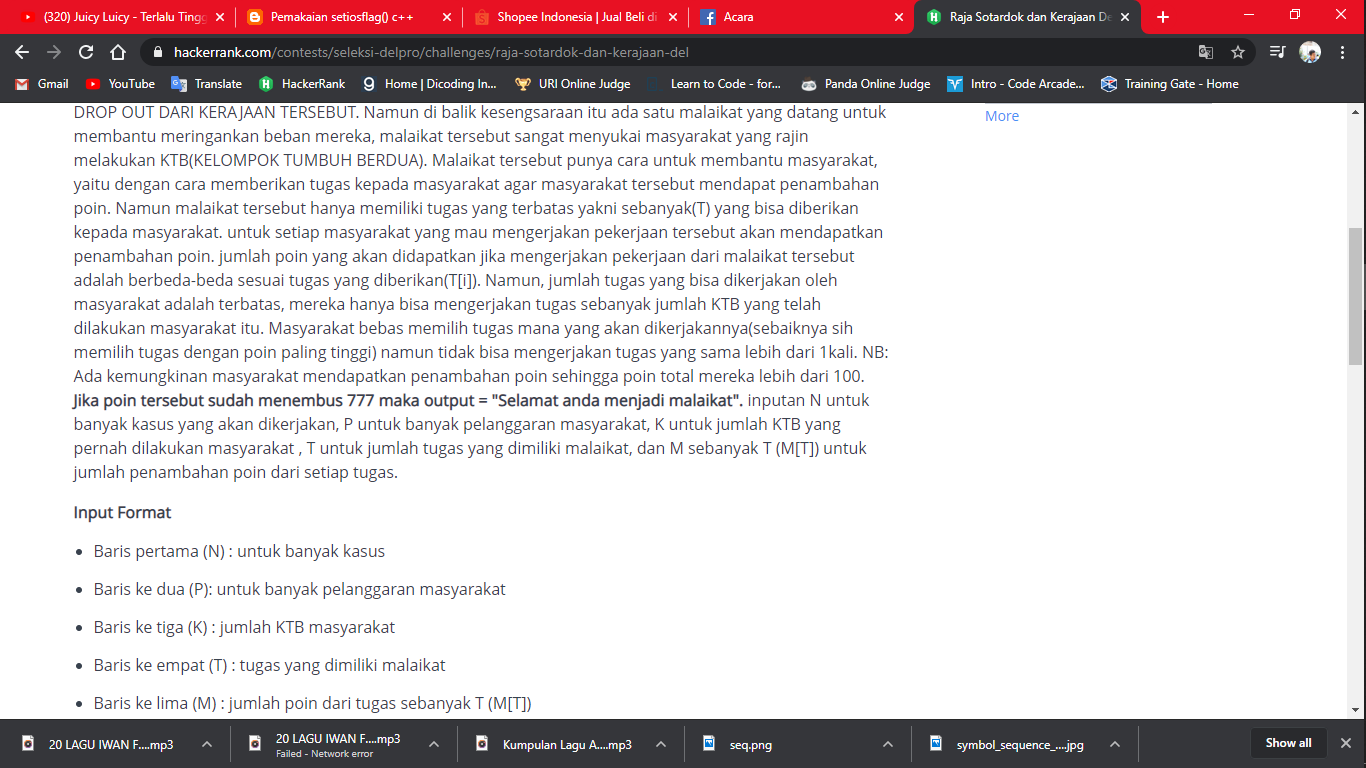 (320) Juicy Luicy - Terlalu Tingg
Pemakaian setiosflag() c++
Shopee Indonesia | Jual Beli di
Acara
Raja Sotardok dan Kerajaan De
hackerrank.com/contests/seleksi-delpro/challenges/raja-sotardok-dan-kerajaan-del
Gmail
YouTube
Translate
HackerRank
Home | Dicoding In...
URI Online Judge
Learn to Code - for...
Panda Online Judge
Intro - Code Arcade...
Training Gate - Home
DROP OUT DARI KERAJAAN TERSEBUT. Namun di balik kesengsaraan itu ada satu malaikat yang datang untuk
membantu meringankan beban mereka, malaikat tersebut sangat menyukai masyarakat yang rajin
melakukan KTB(KELOMPOK TUMBUH BERDUA). Malaikat tersebut punya cara untuk membantu masyarakat,
yaitu dengan cara memberikan tugas kepada masyarakat agar masyarakat tersebut mendapat penambahan
poin. Namun malaikat tersebut hanya memiliki tugas yang terbatas yakni sebanyak(T) yang bisa diberikan
kepada masyarakat. untuk setiap masyarakat yang mau mengerjakan pekerjaan tersebut akan mendapatkan
penambahan poin. jumlah poin yang akan didapatkan jika mengerjakan pekerjaan dari malaikat tersebut
adalah berbeda-beda sesuai tugas yang diberikan(T[i]). Namun, jumlah tugas yang bisa dikerjakan oleh
masyarakat adalah terbatas, mereka hanya bisa mengerjakan tugas sebanyak jumlah KTB yang telah
dilakukan masyarakat itu. Masyarakat bebas memilih tugas mana yang akan dikerjakannya(sebaiknya sih
memilih tugas dengan poin paling tinggi) namun tidak bisa mengerjakan tugas yang sama lebih dari 1kali. NB:
Ada kemungkinan masyarakat mendapatkan penambahan poin sehingga poin total mereka lebih dari 100.
Jika poin tersebut sudah menembus 777 maka output = "Selamat anda menjadi malaikat". inputan N untuk
banyak kasus yang akan dikerjakan, P untuk banyak pelanggaran masyarakat, K untuk jumlah KTB yang
pernah dilakukan masyarakat , T untuk jumlah tugas yang dimiliki malaikat, dan M sebanyak T (M[T]) untuk
jumlah penambahan poin dari setiap tugas.
More
Input Format
• Baris pertama (N) : untuk banyak kasus
• Baris ke dua (P): untuk banyak pelanggaran masyarakat
• Baris ke tiga (K) : jumlah KTB masyarakat
• Baris ke empat (T) : tugas yang dimiliki malaikat
• Baris ke lima (M) : jumlah poin dari tugas sebanyak T (M[T])
20 LAGU IWAN F....mp3
20 LAGU IWAN F....mp3
Failed - Network error
Kumpulan Lagu A....mp3
seq.png
symbol_sequence_....jpg
Show all